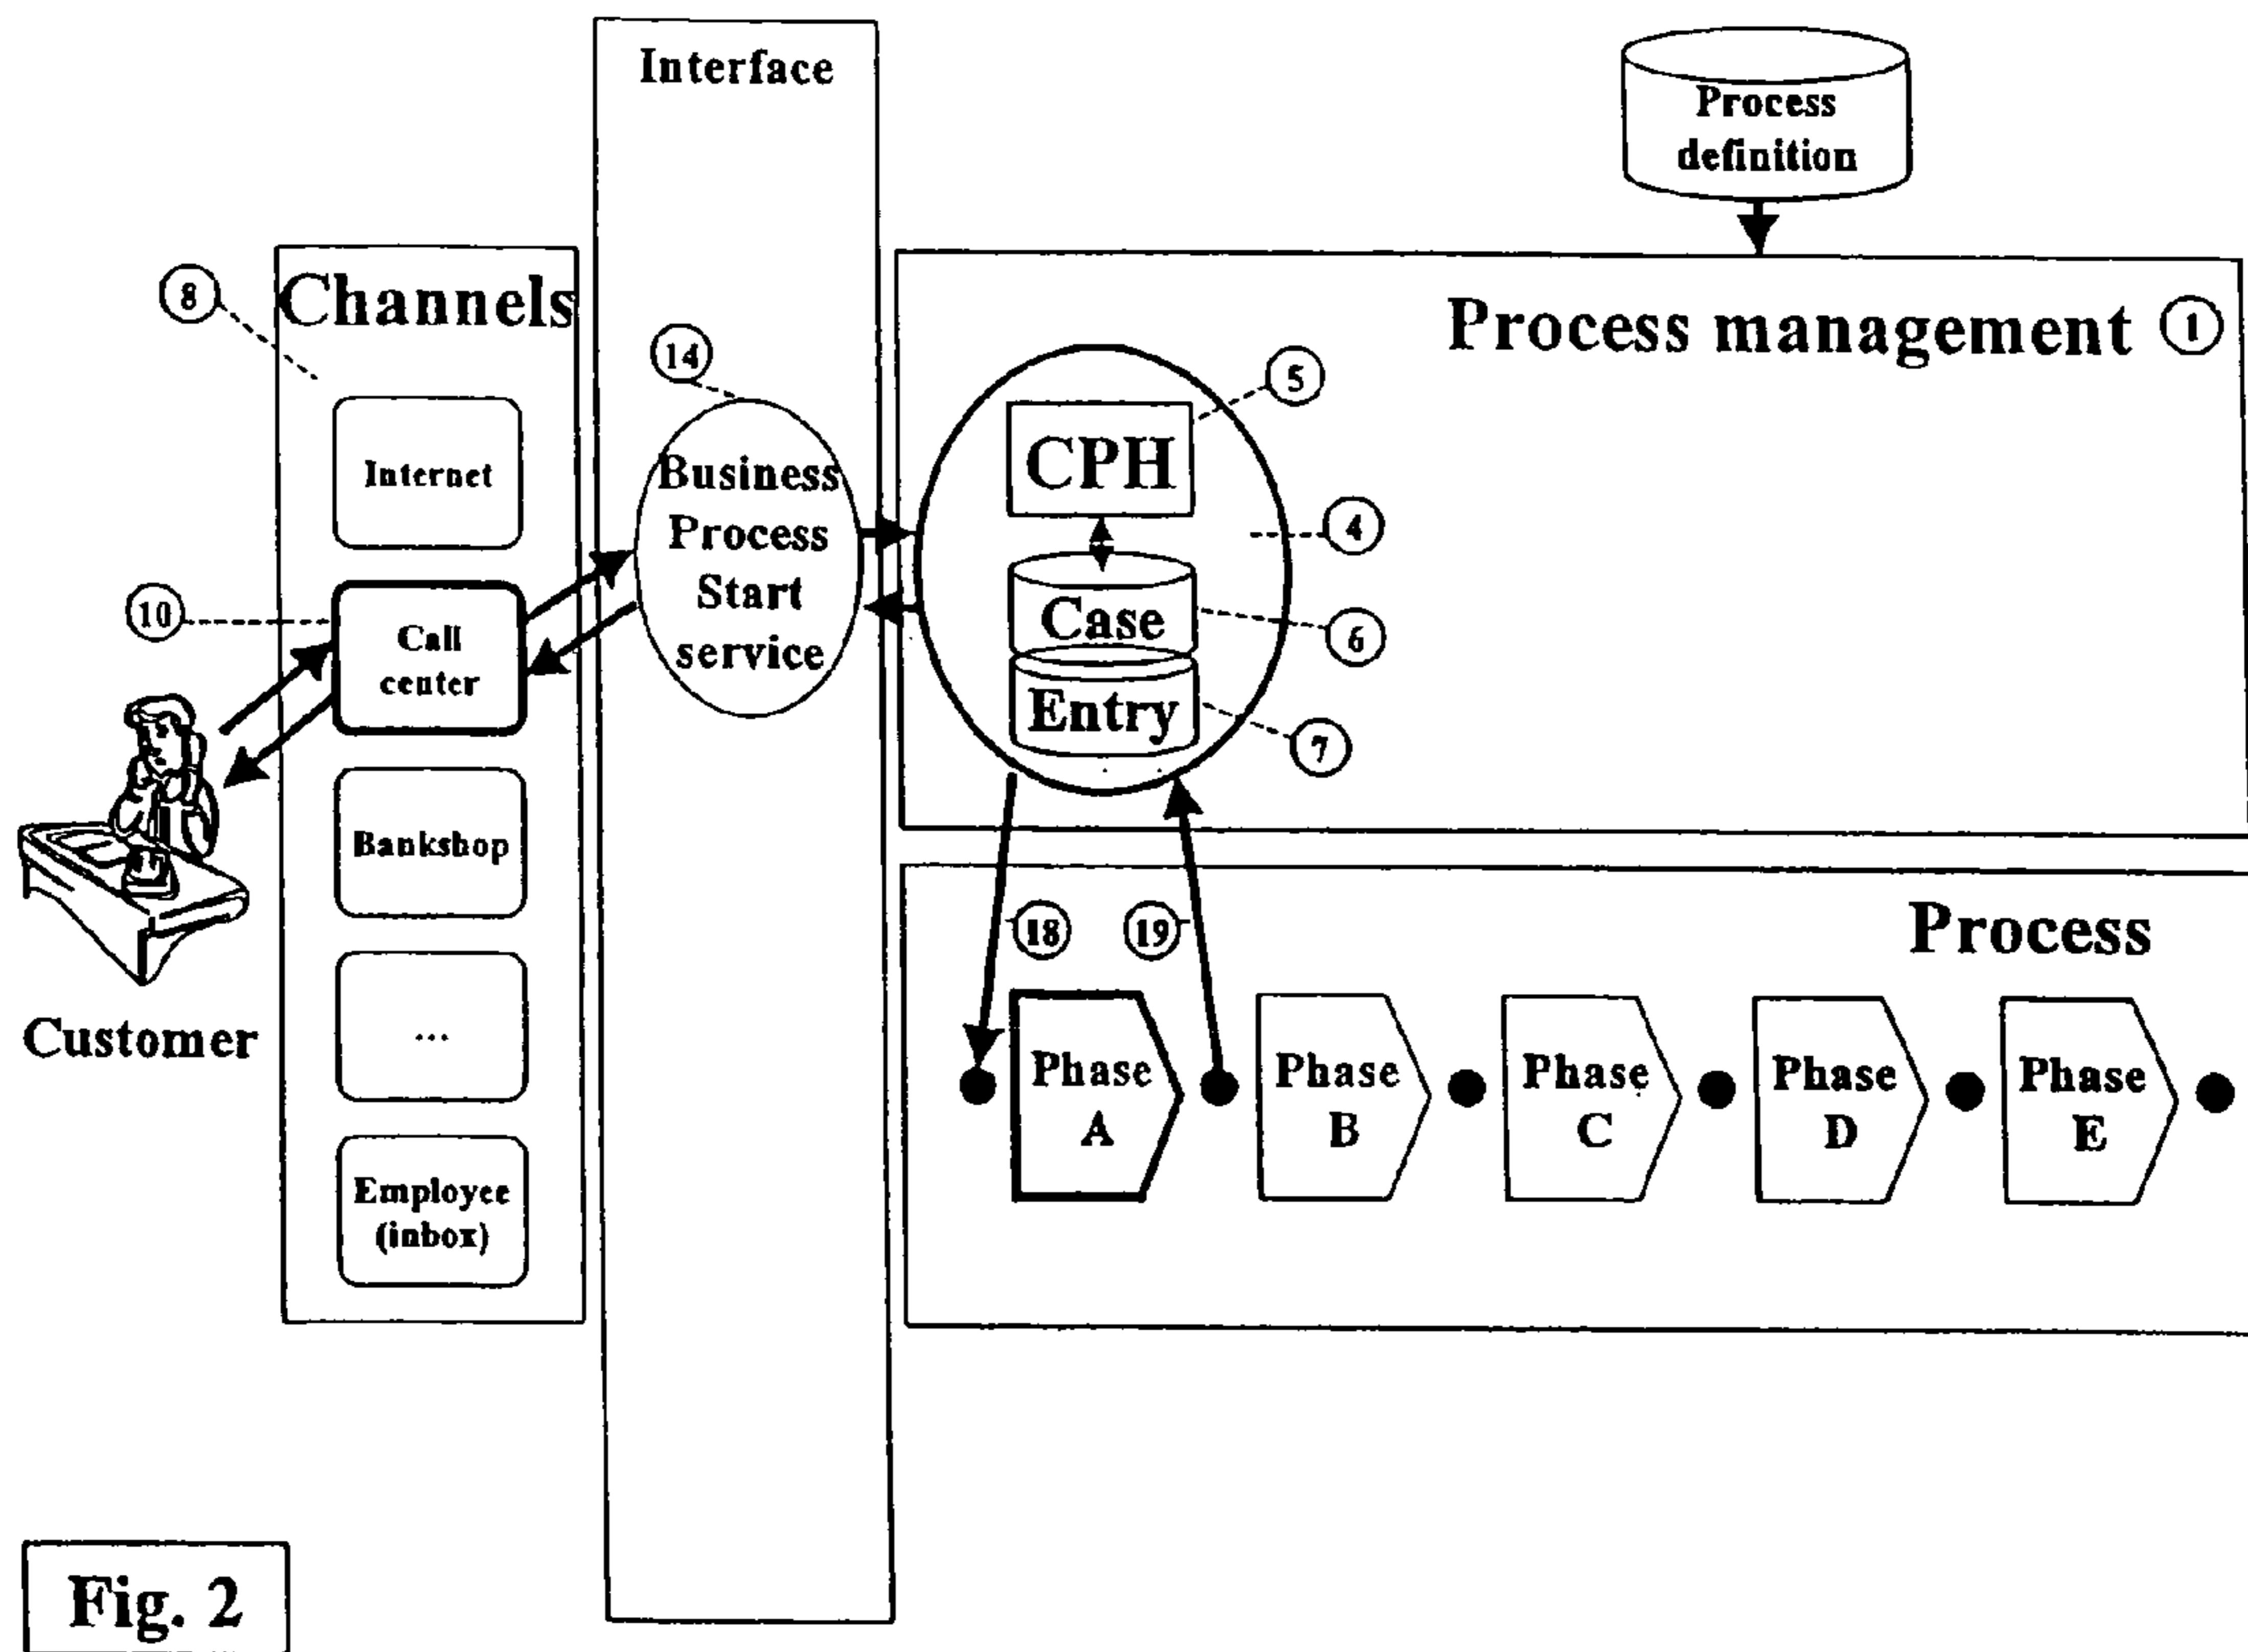 Interface
Process
definition
8
Channels
14
Process management 1
5
CPH
Internet
Business
Process
Start
service
4
10
Call
center
Case
6
Entry
7
Bankshop
18
19
Process
...
Customer
Phase
A
Phase
B
Phase
C
Phase
D
Phase
E
Employee
(inbox)
Fig. 2